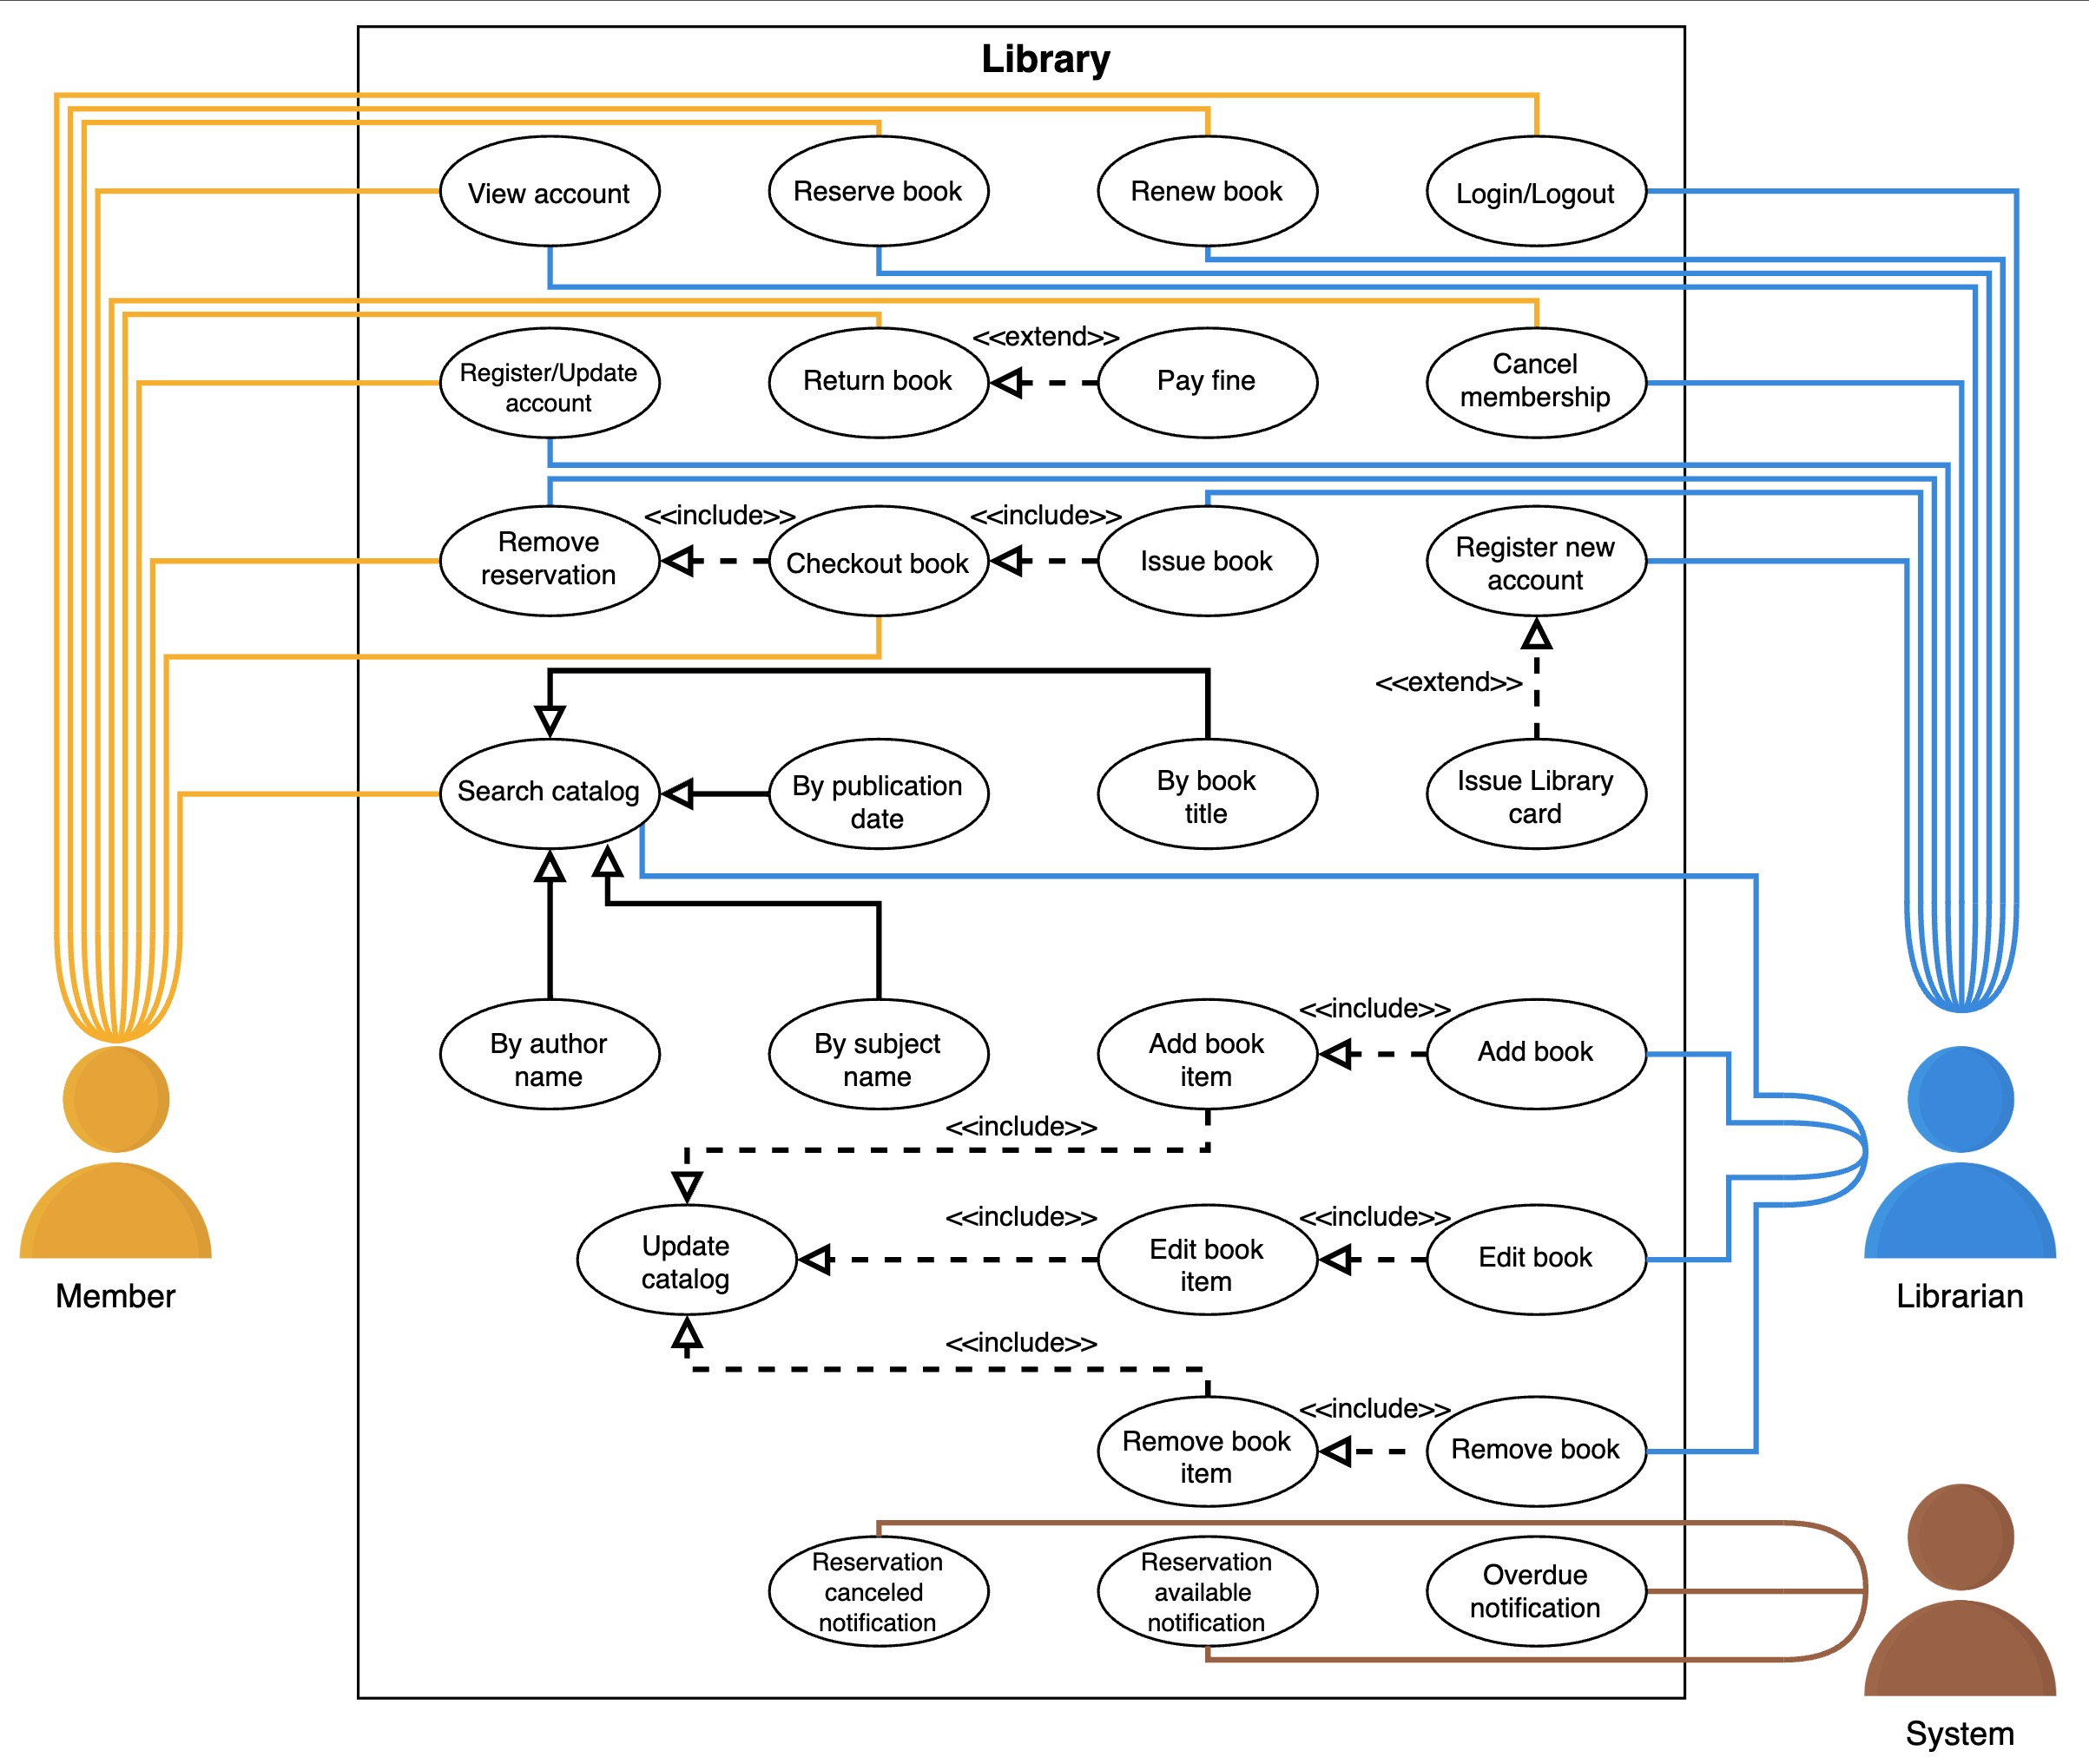 Library
View account
Reserve book
Renew book
Login/Logout
<<extend>>
Register/Update
account
Return book
Pay fine
Cancel
membership
<<include>>
<<include>>
Remove
reservation
Checkout book
Issue book
Register new
account
<<extend>>
Search catalog
By publication
date
By book
title
Issue Library
card
<<include>>
By author
name
By subject
name
Add book
item
Add book
<<include>>
<<include>>
<<include>>
Update
catalog
Edit book
item
Edit book
Member
Librarian
<<include>>
<<include>>
Remove book
item
Remove book
Reservation
canceled
notification
Reservation
available
notification
Overdue
notification
System